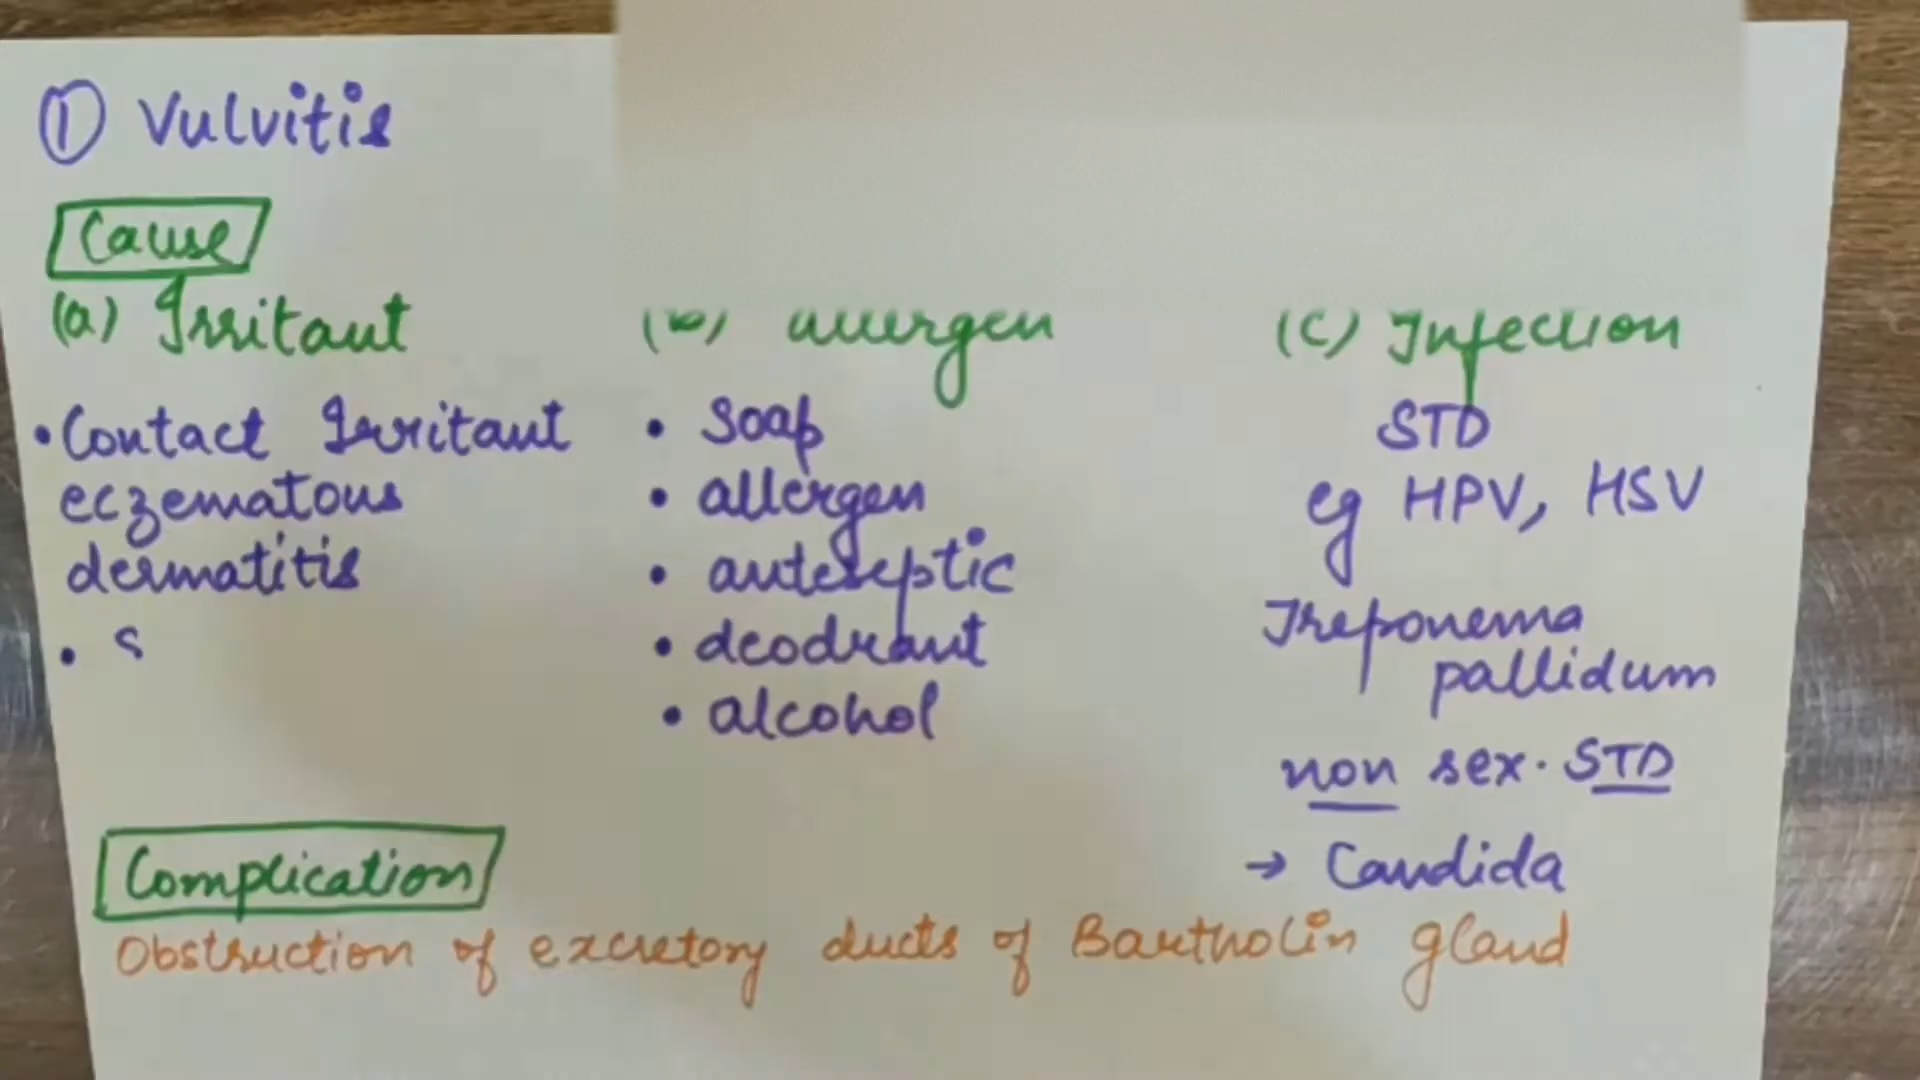 ① Vulvitis
Cause
(a) Irritant
• Contact Irritant
eczematous
dermatitis
• S
(b) allergen
• Soap
• allergen
• anteseptic
• deodrant
• alcohol
(C) Infection
STD
eg HPV, HSV
Treponema
pallidum
non sex. STD
→ Candida
Complication
Obstruction of excretory ducts of Bartholin gland